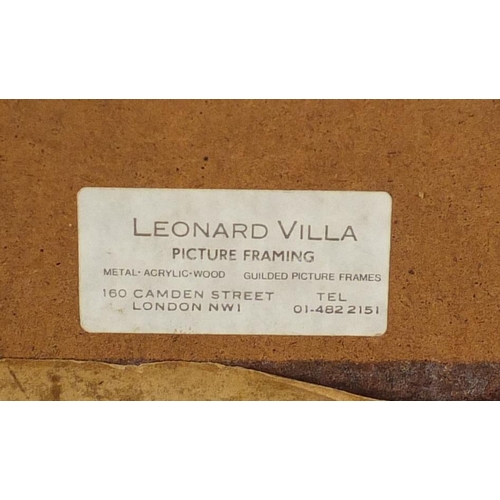 LEONARD VILLA
PICTURE FRAMING
METAL-ACRYLIC-WOOD GUILDED PICTURE FRAMES
160 CAMDEN STREET TEL
LONDON NW1 01-482 2151